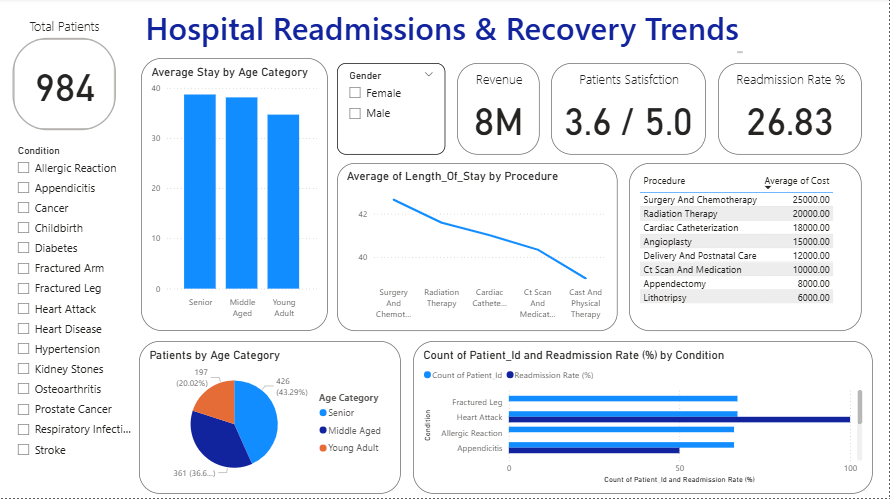 Total Patients
984
Hospital Readmissions & Recovery Trends
Condition
Allergic Reaction
Appendicitis
Cancer
Childbirth
Diabetes
Fractured Arm
Fractured Leg
Heart Attack
Heart Disease
Hypertension
Kidney Stones
Osteoarthritis
Prostate Cancer
Respiratory Infecti...
Stroke
Average Stay by Age Category
40
30
20
10
0
Senior
Middle
Aged
Young
Adult
Gender
Female
Male
Revenue
8M
Patients Satisfction
3.6 / 5.0
Readmission Rate %
26.83
Average of Length_Of_Stay by Procedure
42
40
Surgery
And
Chemot...
Radiation
Therapy
Cardiac
Cathete...
Ct Scan
And
Medicat...
Cast And
Physical
Therapy
Procedure Average of Cost
Surgery And Chemotherapy 25000.00
Radiation Therapy 20000.00
Cardiac Catheterization 18000.00
Angioplasty 15000.00
Delivery And Postnatal Care 12000.00
Ct Scan And Medication 10000.00
Appendectomy 8000.00
Lithotripsy 6000.00
Patients by Age Category
197
(20.02%)
426
(43.29%)
361 (36.6...)
Age Category
Senior
Middle Aged
Young Adult
Count of Patient_Id and Readmission Rate (%) by Condition
Count of Patient_Id Readmission Rate (%)
Condition
Fractured Leg
Heart Attack
Allergic Reaction
Appendicitis
0 50 100
Count of Patient_Id and Readmission Rate (%)